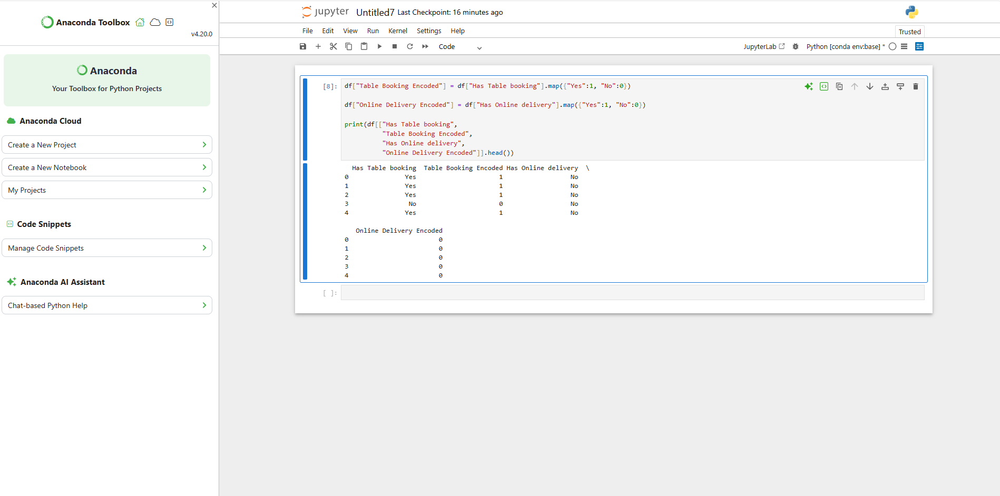 Anaconda Toolbox
v4.20.0
Anaconda
Your Toolbox for Python Projects
Anaconda Cloud
Create a New Project
Create a New Notebook
My Projects
Code Snippets
Manage Code Snippets
Anaconda AI Assistant
Chat-based Python Help
jupyter Untitled7 Last Checkpoint: 16 minutes ago
File Edit View Run Kernel Settings Help
Trusted
Code
JupyterLab Python [conda env:base] *
[8]: df["Table Booking Encoded"] = df["Has Table booking"].map({"Yes":1, "No":0})
df["Online Delivery Encoded"] = df["Has Online delivery"].map({"Yes":1, "No":0})
print(df[["Has Table booking",
"Table Booking Encoded",
"Has Online delivery",
"Online Delivery Encoded"]].head())
Has Table booking Table Booking Encoded Has Online delivery \
0 Yes 1 No
1 Yes 1 No
2 Yes 1 No
3 No 0 No
4 Yes 1 No
Online Delivery Encoded
0 0
1 0
2 0
3 0
4 0
[ ]: